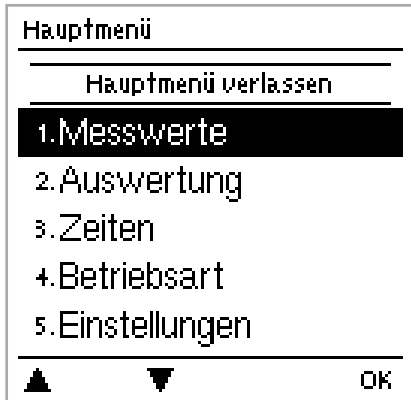 Hauptmenü
Hauptmenü verlassen
1.Messwerte
2.Auswertung
3.Zeiten
4.Betriebsart
5.Einstellungen
▲ ▼ OK